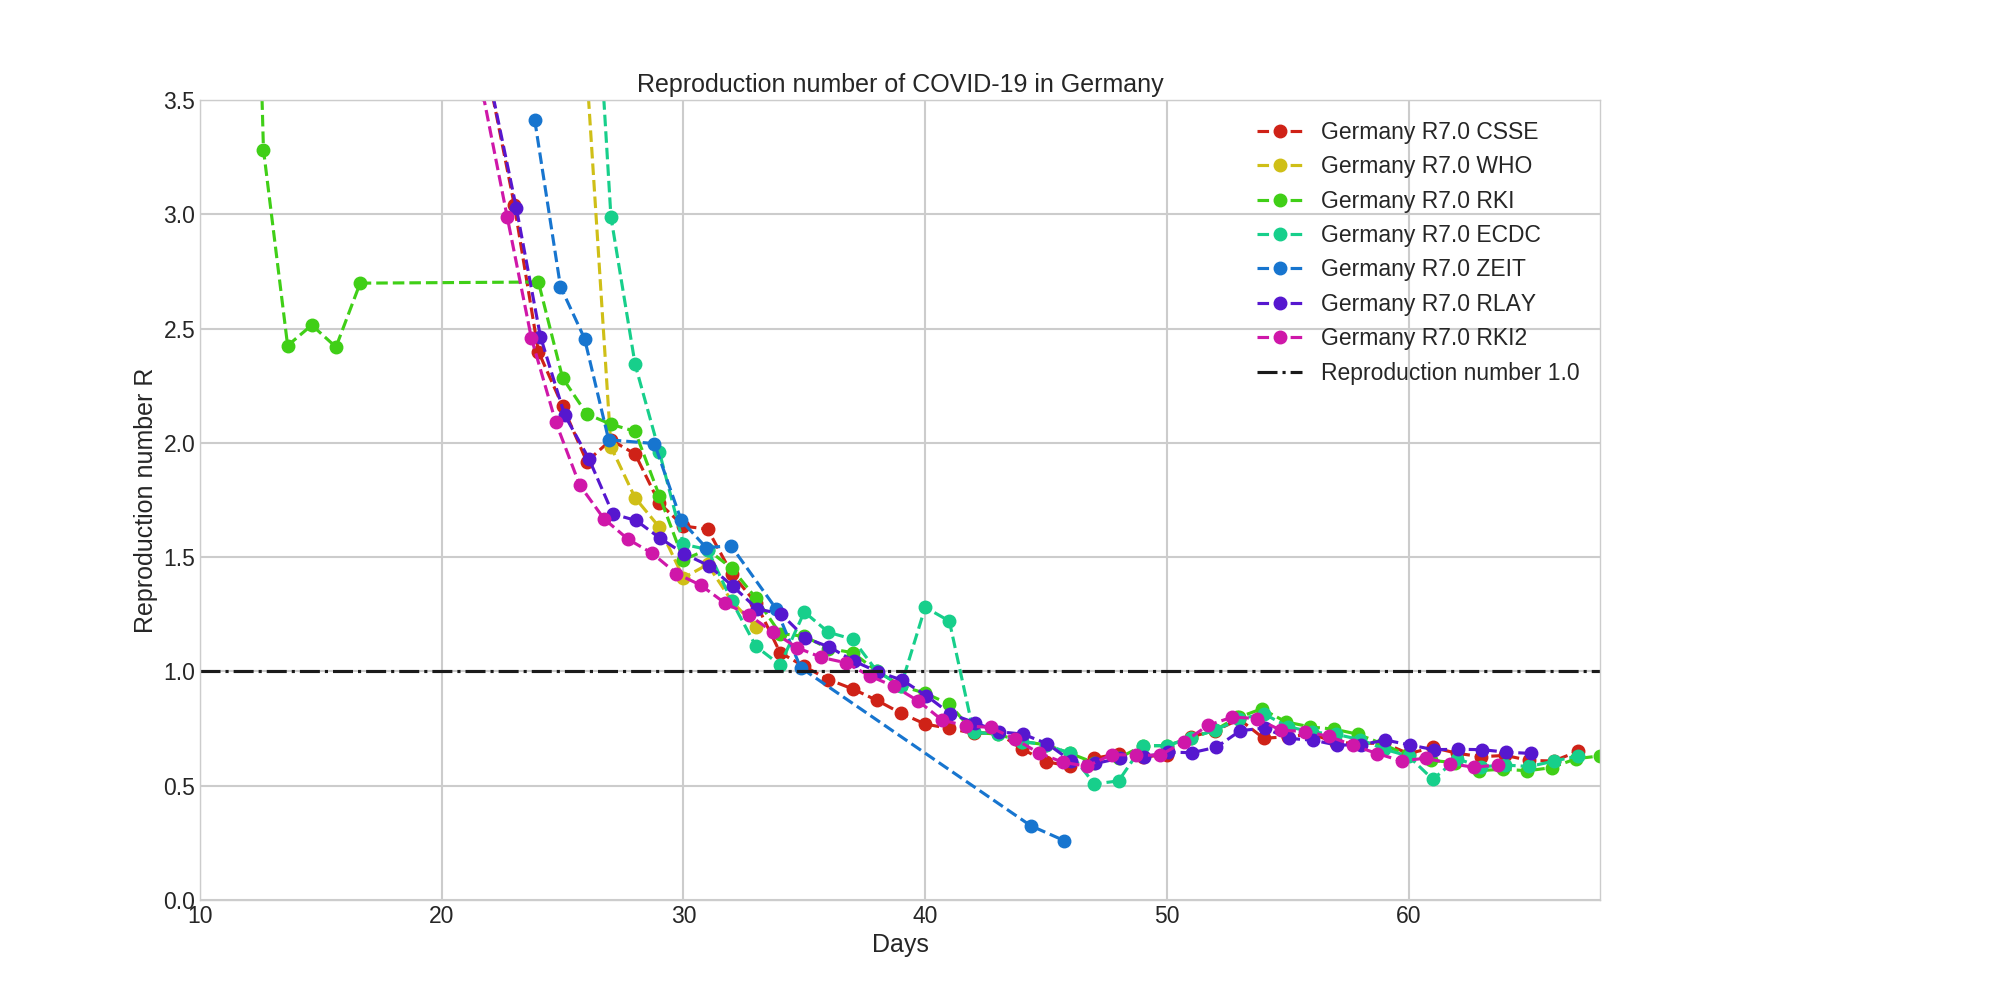 Reproduction number of COVID-19 in Germany
3.5
3.0
2.5
2.0
1.5
1.0
0.5
0.0
Reproduction number R
Germany R7.0 CSSE
Germany R7.0 WHO
Germany R7.0 RKI
Germany R7.0 ECDC
Germany R7.0 ZEIT
Germany R7.0 RLAY
Germany R7.0 RKI2
Reproduction number 1.0
10 20 30 40 50 60
Days